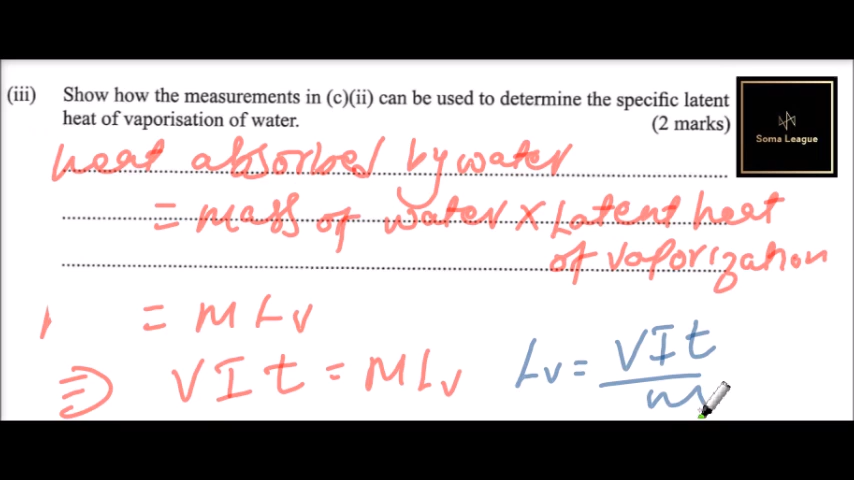 (iii) Show how the measurements in (c)(ii) can be used to determine the specific latent
heat of vaporisation of water. (2 marks)
Soma League
heat absorbed by water
= mass of water × Latent heat
of vaporization
= M Lv
⇒ VIt = MLv
Lv = VIt
m